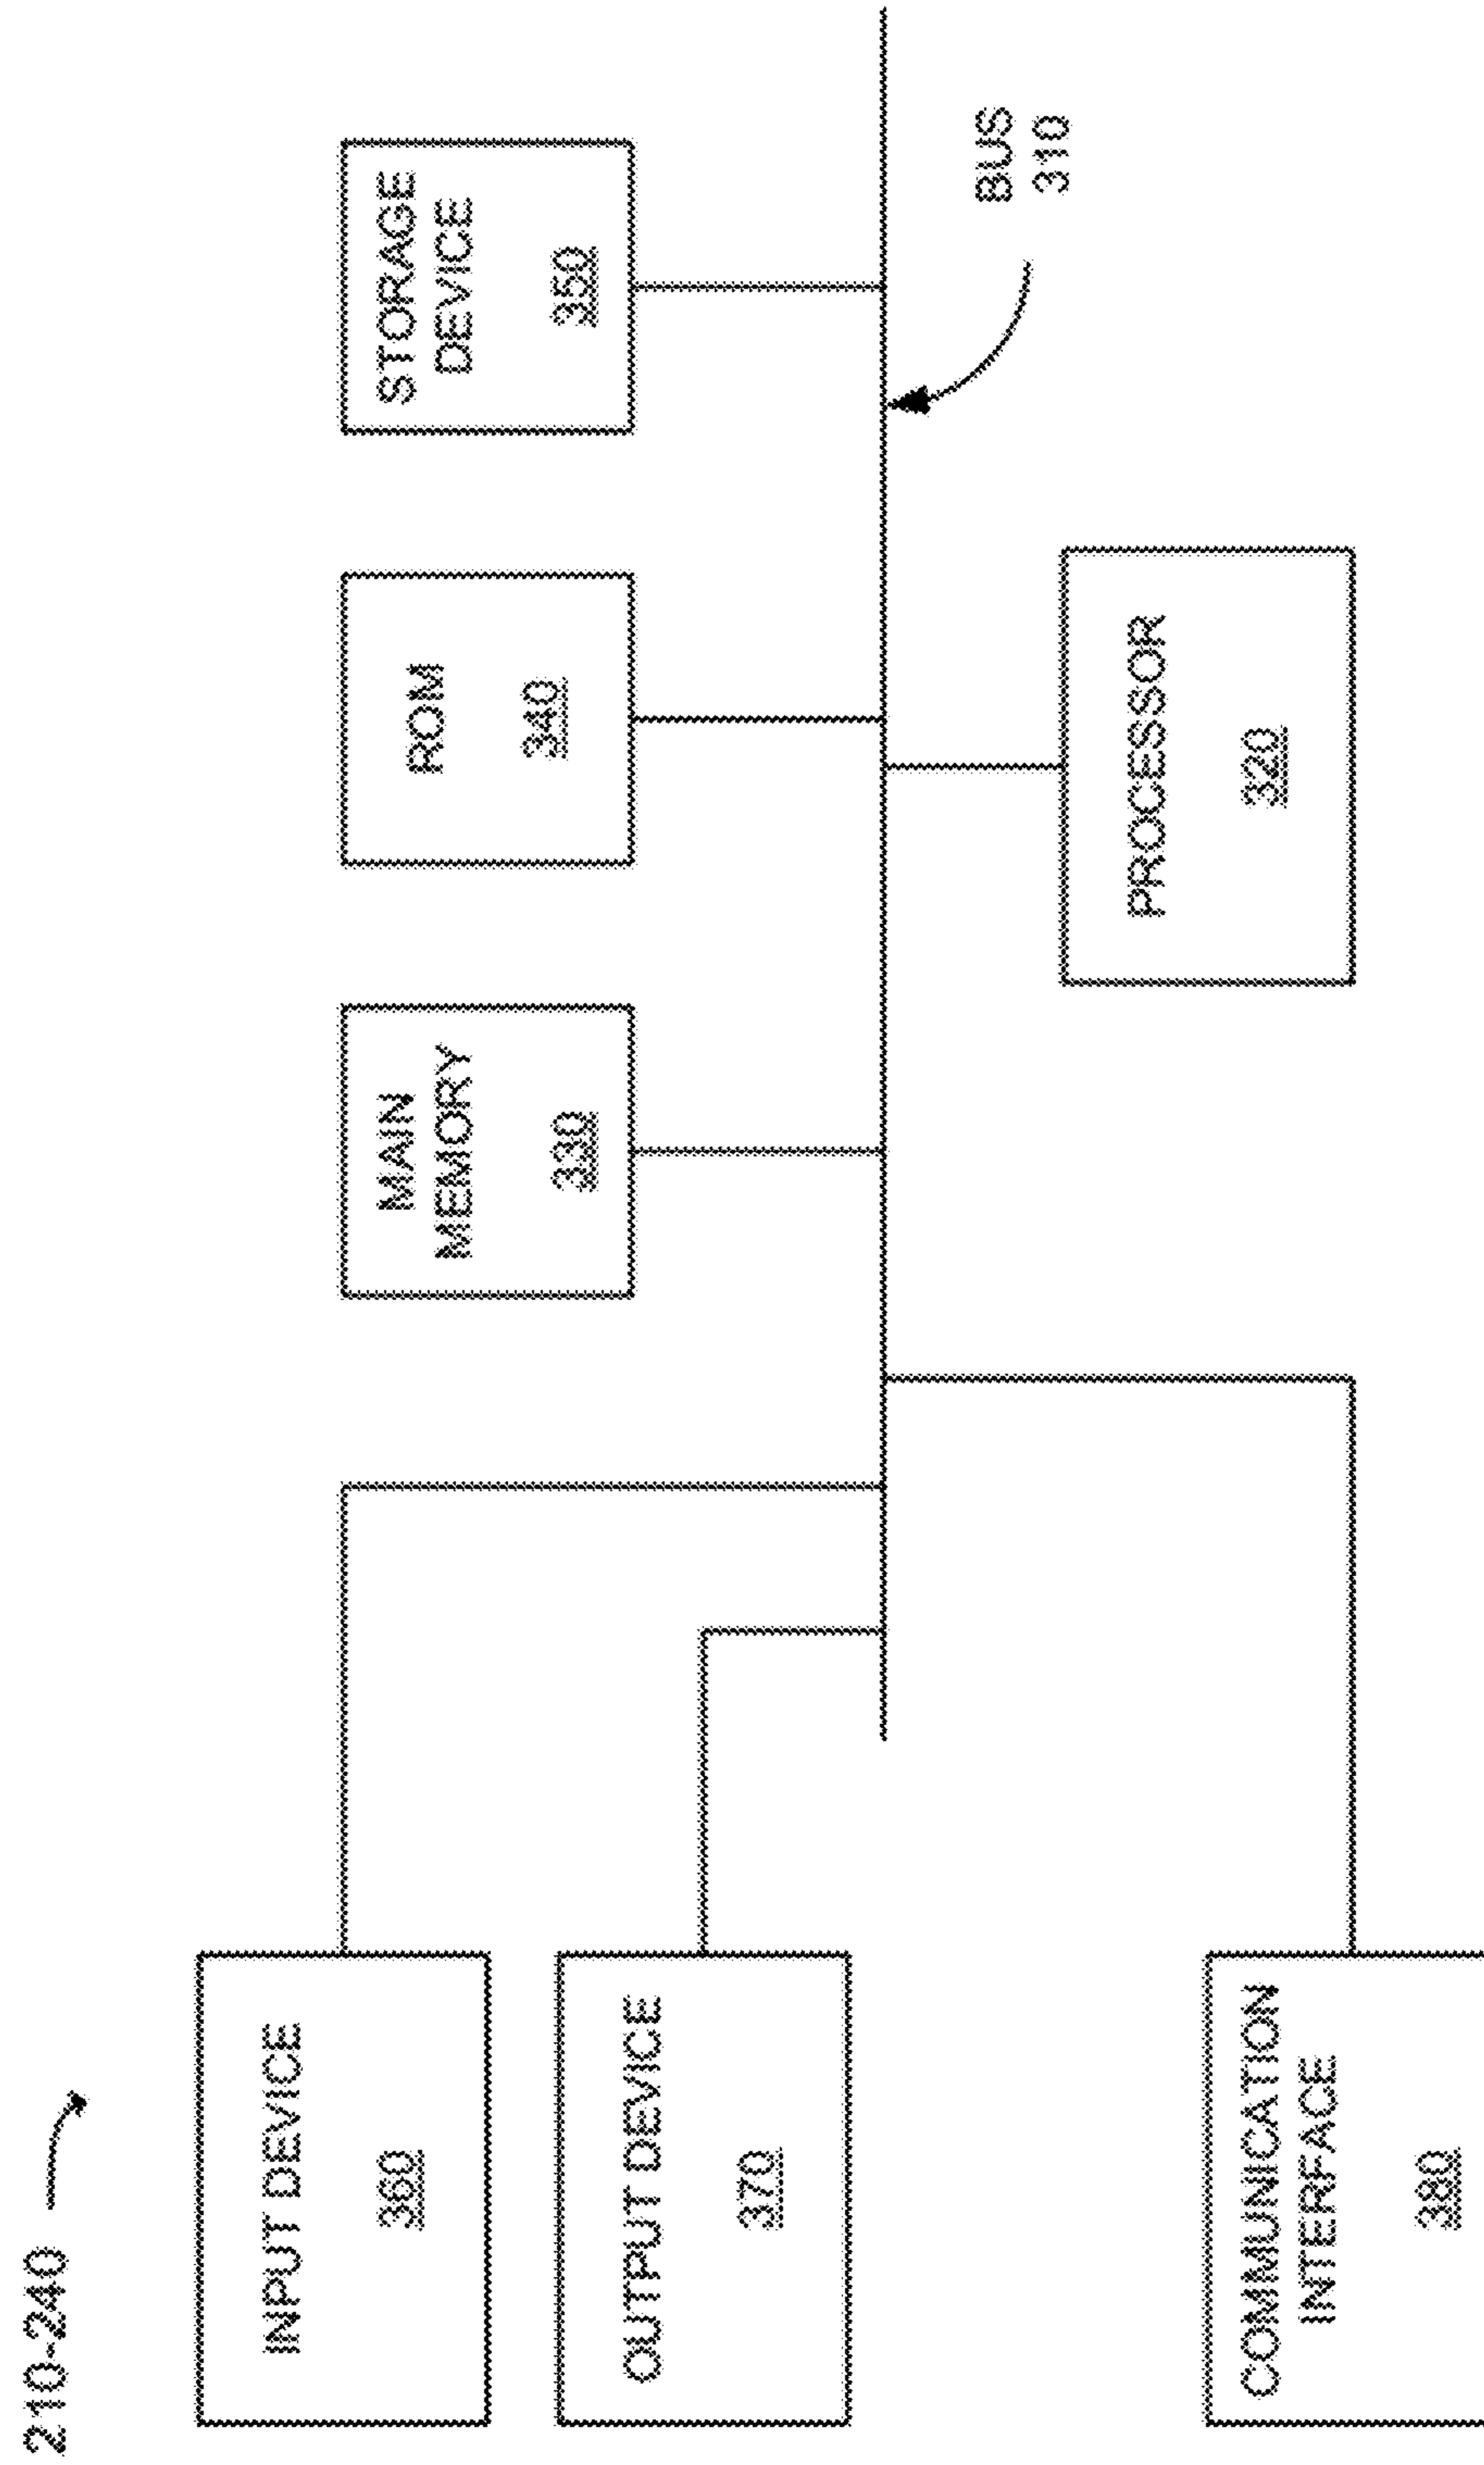 210-240
INPUT DEVICE
360
MAIN
MEMORY
330
ROM
340
STORAGE
DEVICE
350
OUTPUT DEVICE
370
BUS
310
COMMUNICATION
INTERFACE
380
PROCESSOR
320